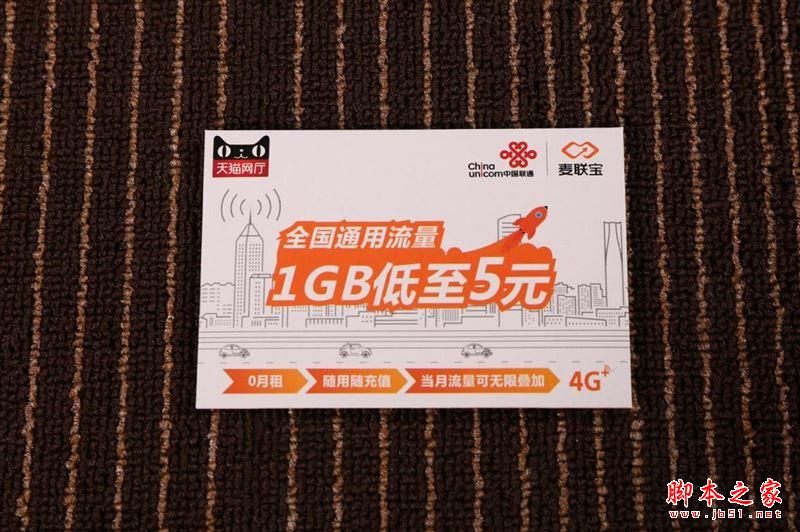 天猫网厅
China
unicom中国联通
麦联宝
全国通用流量
1GB低至5元
0月租
随用随充值
当月流量可无限叠加
4G+
脚本之家
www.jb51.net